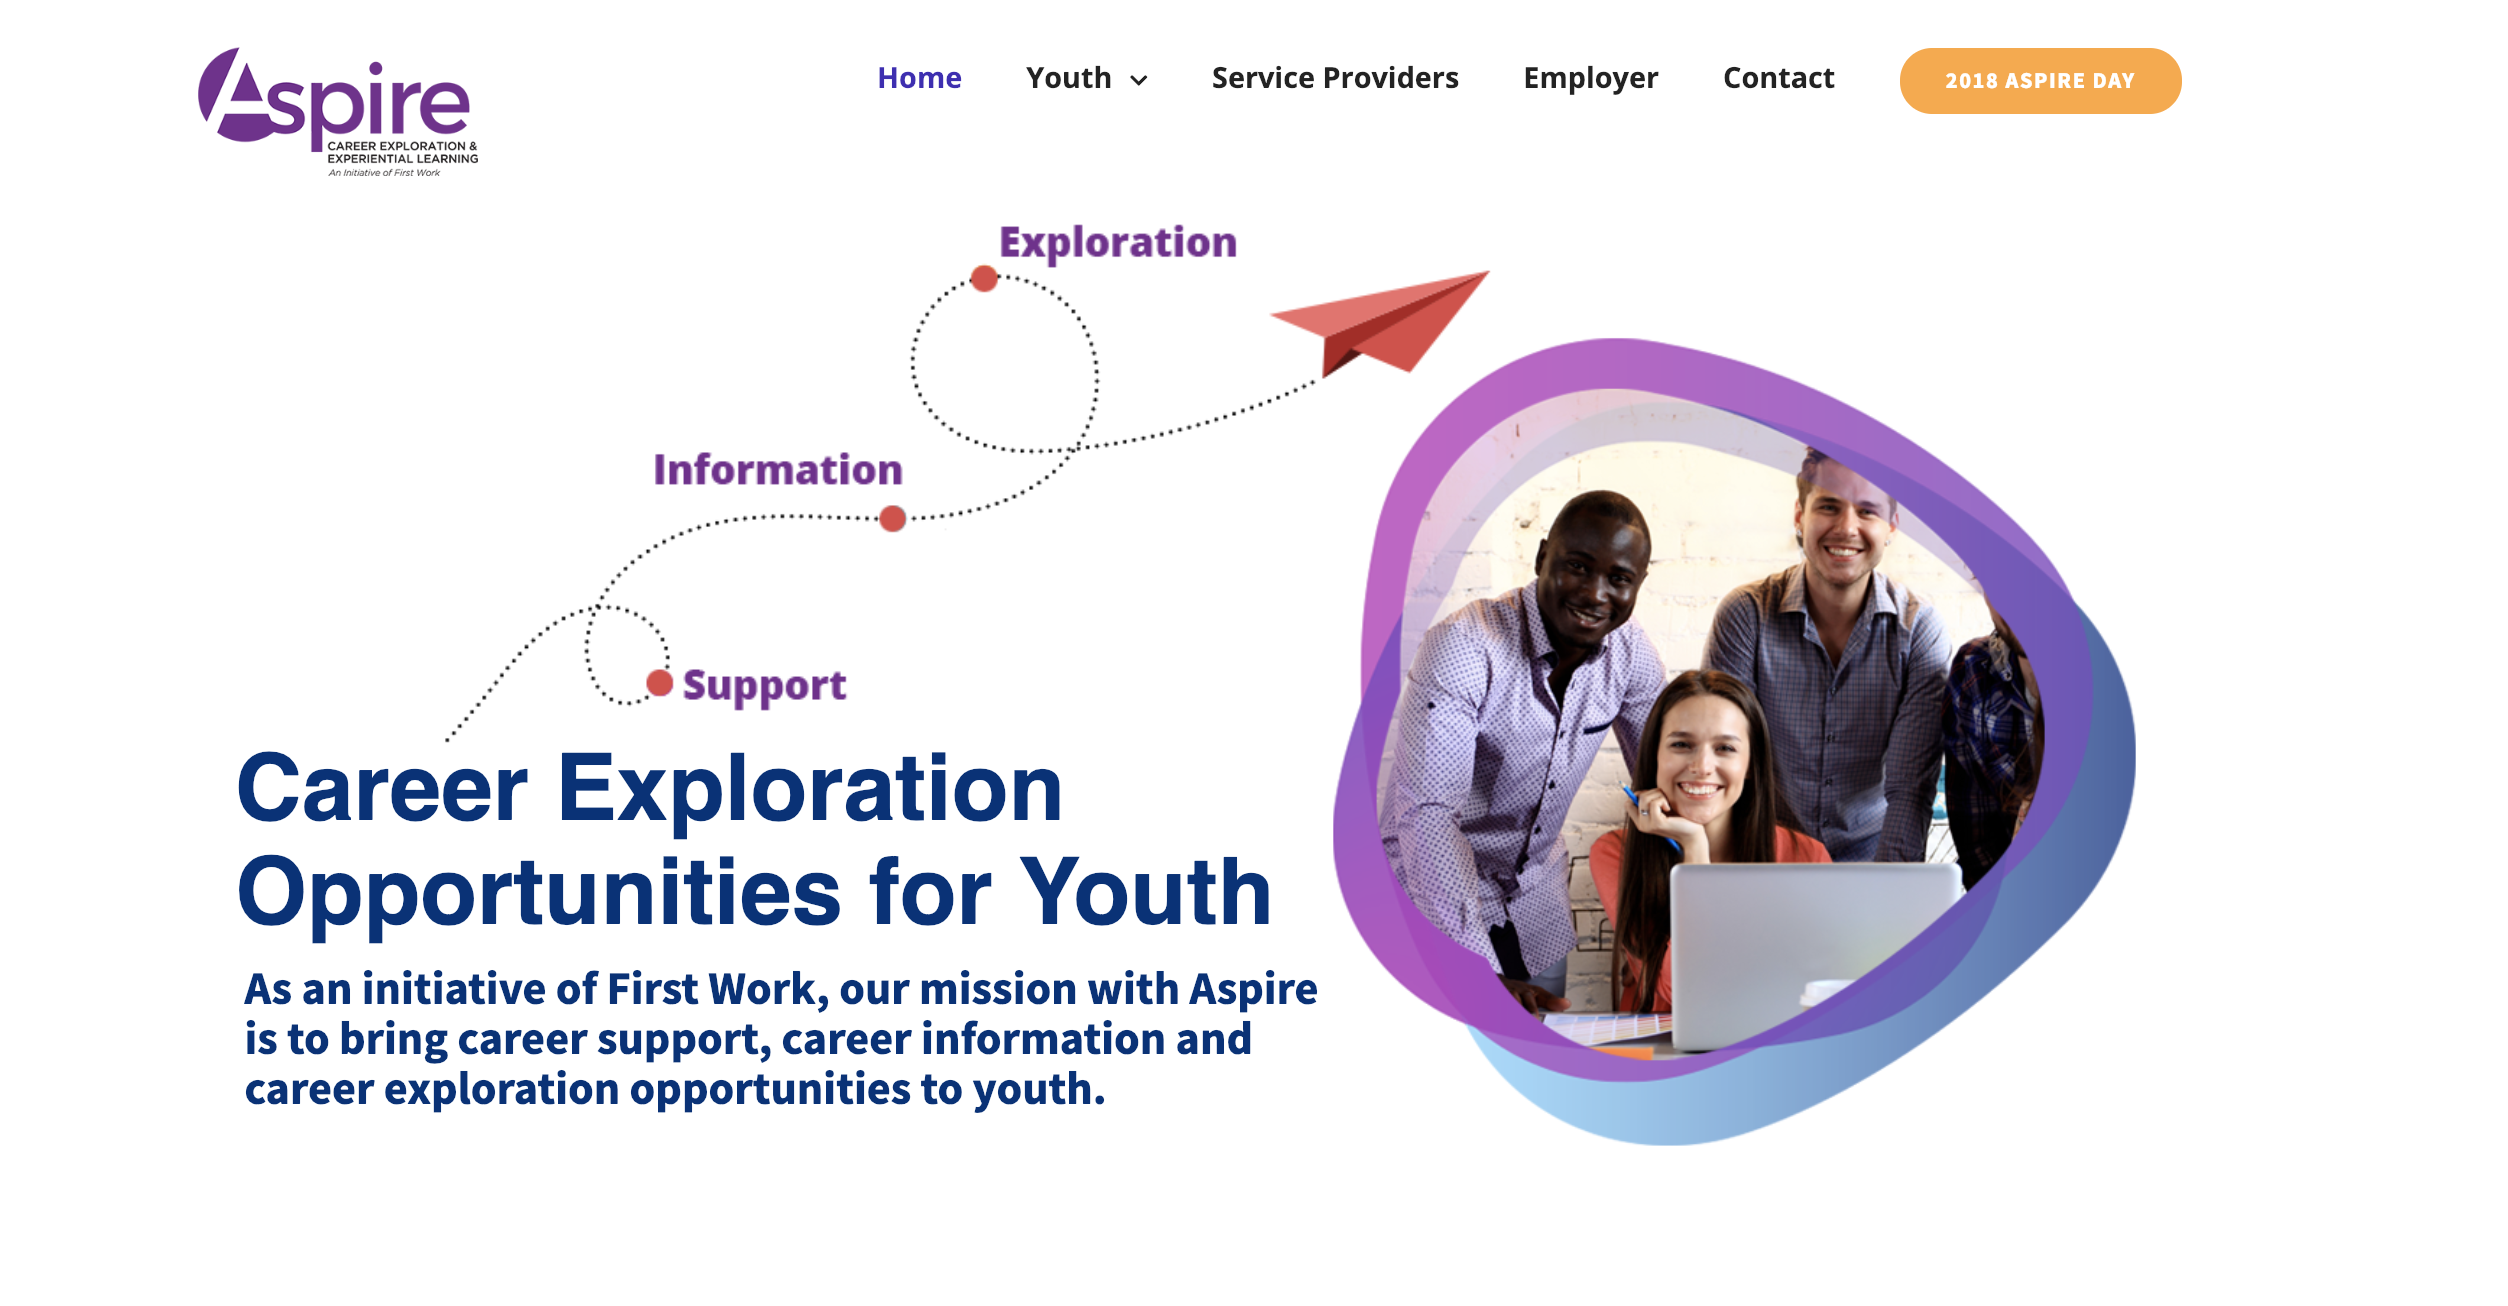 Aspire
CAREER EXPLORATION &
EXPERIENTIAL LEARNING
An Initiative of First Work
Home
Youth
Service Providers
Employer
Contact
2018 ASPIRE DAY
Exploration
Information
Support
Career Exploration
Opportunities for Youth
As an initiative of First Work, our mission with Aspire
is to bring career support, career information and
career exploration opportunities to youth.